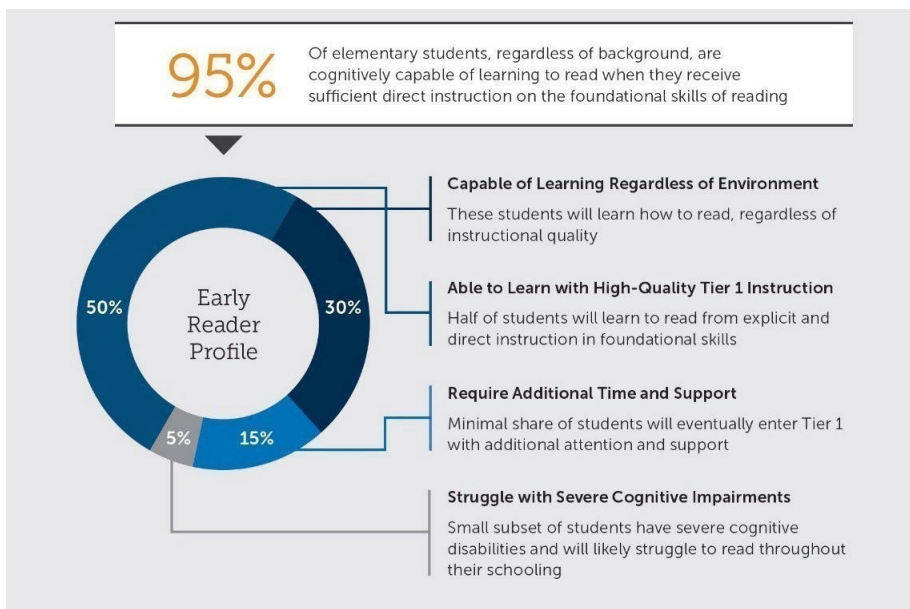 95%
Of elementary students, regardless of background, are
cognitively capable of learning to read when they receive
sufficient direct instruction on the foundational skills of reading
50%
Early
Reader
Profile
30%
5%
15%
Capable of Learning Regardless of Environment
These students will learn how to read, regardless of
instructional quality
Able to Learn with High-Quality Tier 1 Instruction
Half of students will learn to read from explicit and
direct instruction in foundational skills
Require Additional Time and Support
Minimal share of students will eventually enter Tier 1
with additional attention and support
Struggle with Severe Cognitive Impairments
Small subset of students have severe cognitive
disabilities and will likely struggle to read throughout
their schooling